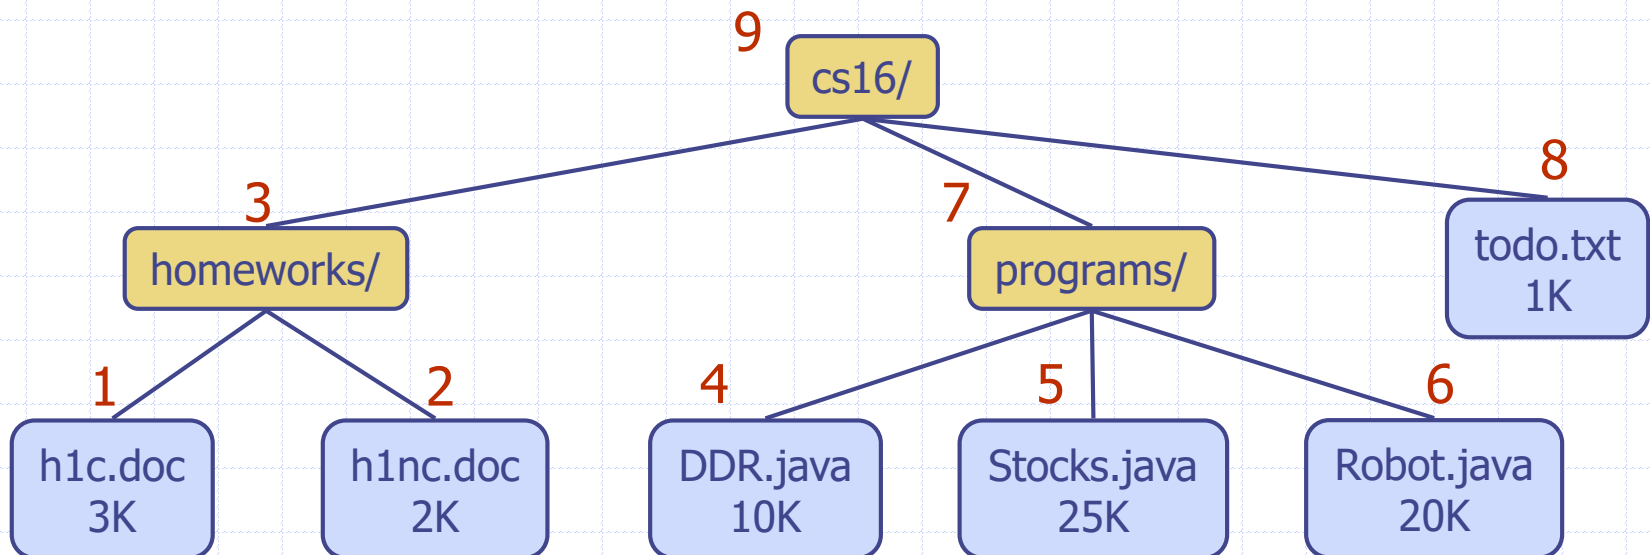 9
cs16/
8
3
7
todo.txt
1K
homeworks/
programs/
1
2
4
5
6
h1c.doc
3K
h1nc.doc
2K
DDR.java
10K
Stocks.java
25K
Robot.java
20K